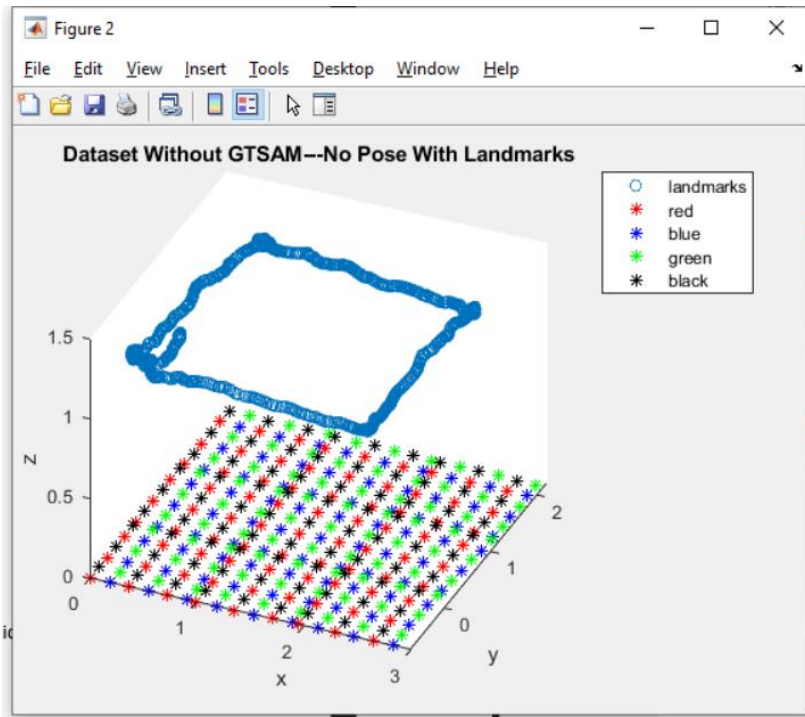 Figure 2
File Edit View Insert Tools Desktop Window Help
Dataset Without GTSAM---No Pose With Landmarks
landmarks
red
blue
green
black
1.5
1
0.5
0
z
0
1
2
3
x
0
1
2
y